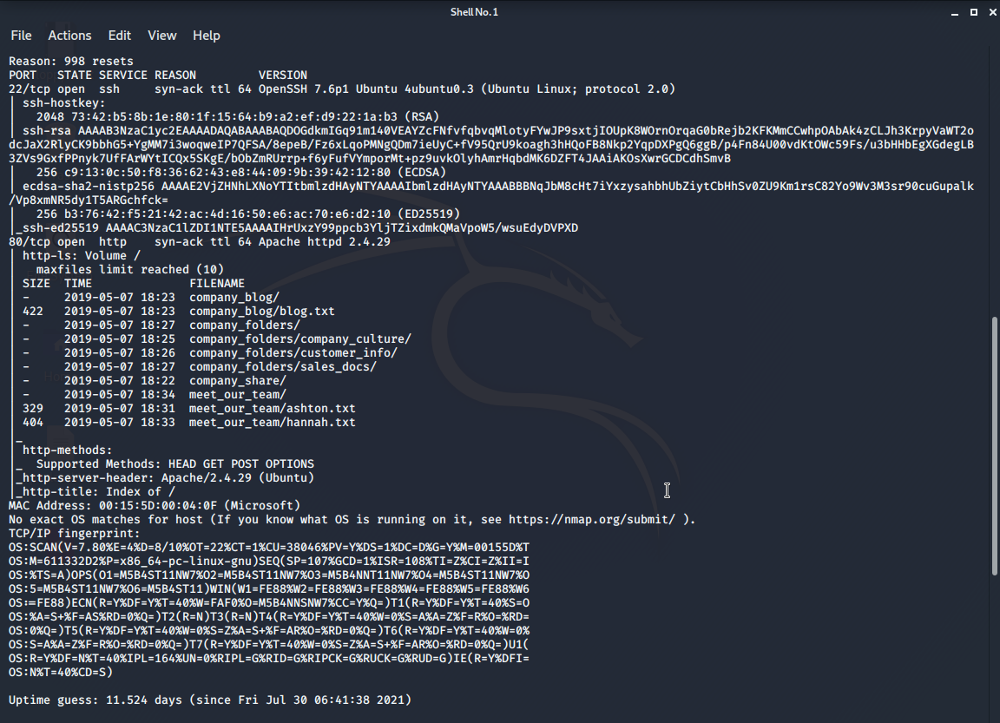 Shell No.1
File Actions Edit View Help
Reason: 998 resets
PORT   STATE SERVICE REASON         VERSION
22/tcp open  ssh     syn-ack ttl 64 OpenSSH 7.6p1 Ubuntu 4ubuntu0.3 (Ubuntu Linux; protocol 2.0)
| ssh-hostkey:
|   2048 73:42:b5:8b:1e:80:1f:15:64:b9:a2:ef:d9:22:1a:b3 (RSA)
| ssh-rsa AAAAB3NzaC1yc2EAAAADAQABAAABAQDOGdkmIGq91m140VEAYZcFNfvfqbvqMlotyFYwJP9sxtjIOUpK8WOrnOrqaG0bRejb2KFKMmCCwhpOAbAk4zCLJh3KrpyVaWT2o
dcJaX2RlyCK9bbhG5+YgMM7i3woqweIP7QFSA/8epeB/Fz6xLqoPMNgQDm7ieUyC+fV95QrU9koagh3hHQoFB8Nkp2YqpDXPgQ6ggB/p4Fn84U00vdKtOWc59Fs/u3bHHbEgXGdegLB
3ZVs9GxfPPnyk7UfFArWYtICQx5SKgE/bObZmRUrrp+f6yFufVYmporMt+pz9uvkOlyhAmrHqbdMK6DZFT4JAAiAKOsXwrGCDCdhSmvB
|   256 c9:13:0c:50:f8:36:62:43:e8:44:09:9b:39:42:12:80 (ECDSA)
| ecdsa-sha2-nistp256 AAAAE2VjZHNhLXNoYTItbmlzdHAyNTYAAAAIbmlzdHAyNTYAAABBBNqJbM8cHt7iYxzysahbhUbZiytCbHhSv0ZU9Km1rsC82Yo9Wv3M3sr90cuGupalk
/Vp8xmNR5dy1T5ARGchfck=
|   256 b3:76:42:f5:21:42:ac:4d:16:50:e6:ac:70:e6:d2:10 (ED25519)
|_ssh-ed25519 AAAAC3NzaC1lZDI1NTE5AAAAIHrUxzY99ppcb3YljTZixdmkQMaVpoW5/wsuEdyDVPXD
80/tcp open  http    syn-ack ttl 64 Apache httpd 2.4.29
| http-ls: Volume /
|   maxfiles limit reached (10)
| SIZE  TIME              FILENAME
| -     2019-05-07 18:23  company_blog/
| 422   2019-05-07 18:23  company_blog/blog.txt
| -     2019-05-07 18:27  company_folders/
| -     2019-05-07 18:25  company_folders/company_culture/
| -     2019-05-07 18:26  company_folders/customer_info/
| -     2019-05-07 18:27  company_folders/sales_docs/
| -     2019-05-07 18:22  company_share/
| -     2019-05-07 18:34  meet_our_team/
| 329   2019-05-07 18:31  meet_our_team/ashton.txt
| 404   2019-05-07 18:33  meet_our_team/hannah.txt
|_
| http-methods:
|_  Supported Methods: HEAD GET POST OPTIONS
|_http-server-header: Apache/2.4.29 (Ubuntu)
|_http-title: Index of /
MAC Address: 00:15:5D:00:04:0F (Microsoft)
No exact OS matches for host (If you know what OS is running on it, see https://nmap.org/submit/ ).
TCP/IP fingerprint:
OS:SCAN(V=7.80%E=4%D=8/10%OT=22%CT=1%CU=38046%PV=Y%DS=1%DC=D%G=Y%M=00155D%T
OS:M=611332D2%P=x86_64-pc-linux-gnu)SEQ(SP=107%GCD=1%ISR=108%TI=Z%CI=Z%II=I
OS:%TS=A)OPS(O1=M5B4ST11NW7%O2=M5B4ST11NW7%O3=M5B4NNT11NW7%O4=M5B4ST11NW7%O
OS:5=M5B4ST11NW7%O6=M5B4ST11)WIN(W1=FE88%W2=FE88%W3=FE88%W4=FE88%W5=FE88%W6
OS:=FE88)ECN(R=Y%DF=Y%T=40%W=FAF0%O=M5B4NNSNW7%CC=Y%Q=)T1(R=Y%DF=Y%T=40%S=O
OS:%A=S+%F=AS%RD=0%Q=)T2(R=N)T3(R=N)T4(R=Y%DF=Y%T=40%W=0%S=A%A=Z%F=R%O=%RD=
OS:0%Q=)T5(R=Y%DF=Y%T=40%W=0%S=Z%A=S+%F=AR%O=%RD=0%Q=)T6(R=Y%DF=Y%T=40%W=0%
OS:S=A%A=Z%F=R%O=%RD=0%Q=)T7(R=Y%DF=Y%T=40%W=0%S=Z%A=S+%F=AR%O=%RD=0%Q=)U1(
OS:R=Y%DF=N%T=40%IPL=164%UN=0%RIPL=G%RID=G%RIPCK=G%RUCK=G%RUD=G)IE(R=Y%DFI=
OS:N%T=40%CD=S)
Uptime guess: 11.524 days (since Fri Jul 30 06:41:38 2021)